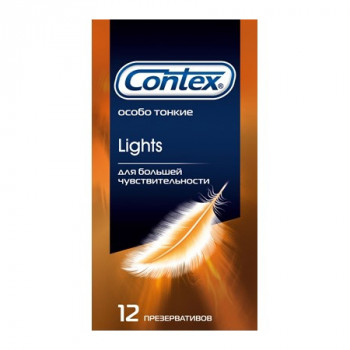 Contex®
особо тонкие
Lights
для большей
чувствительности
12 ПРЕЗЕРВАТИВОВ